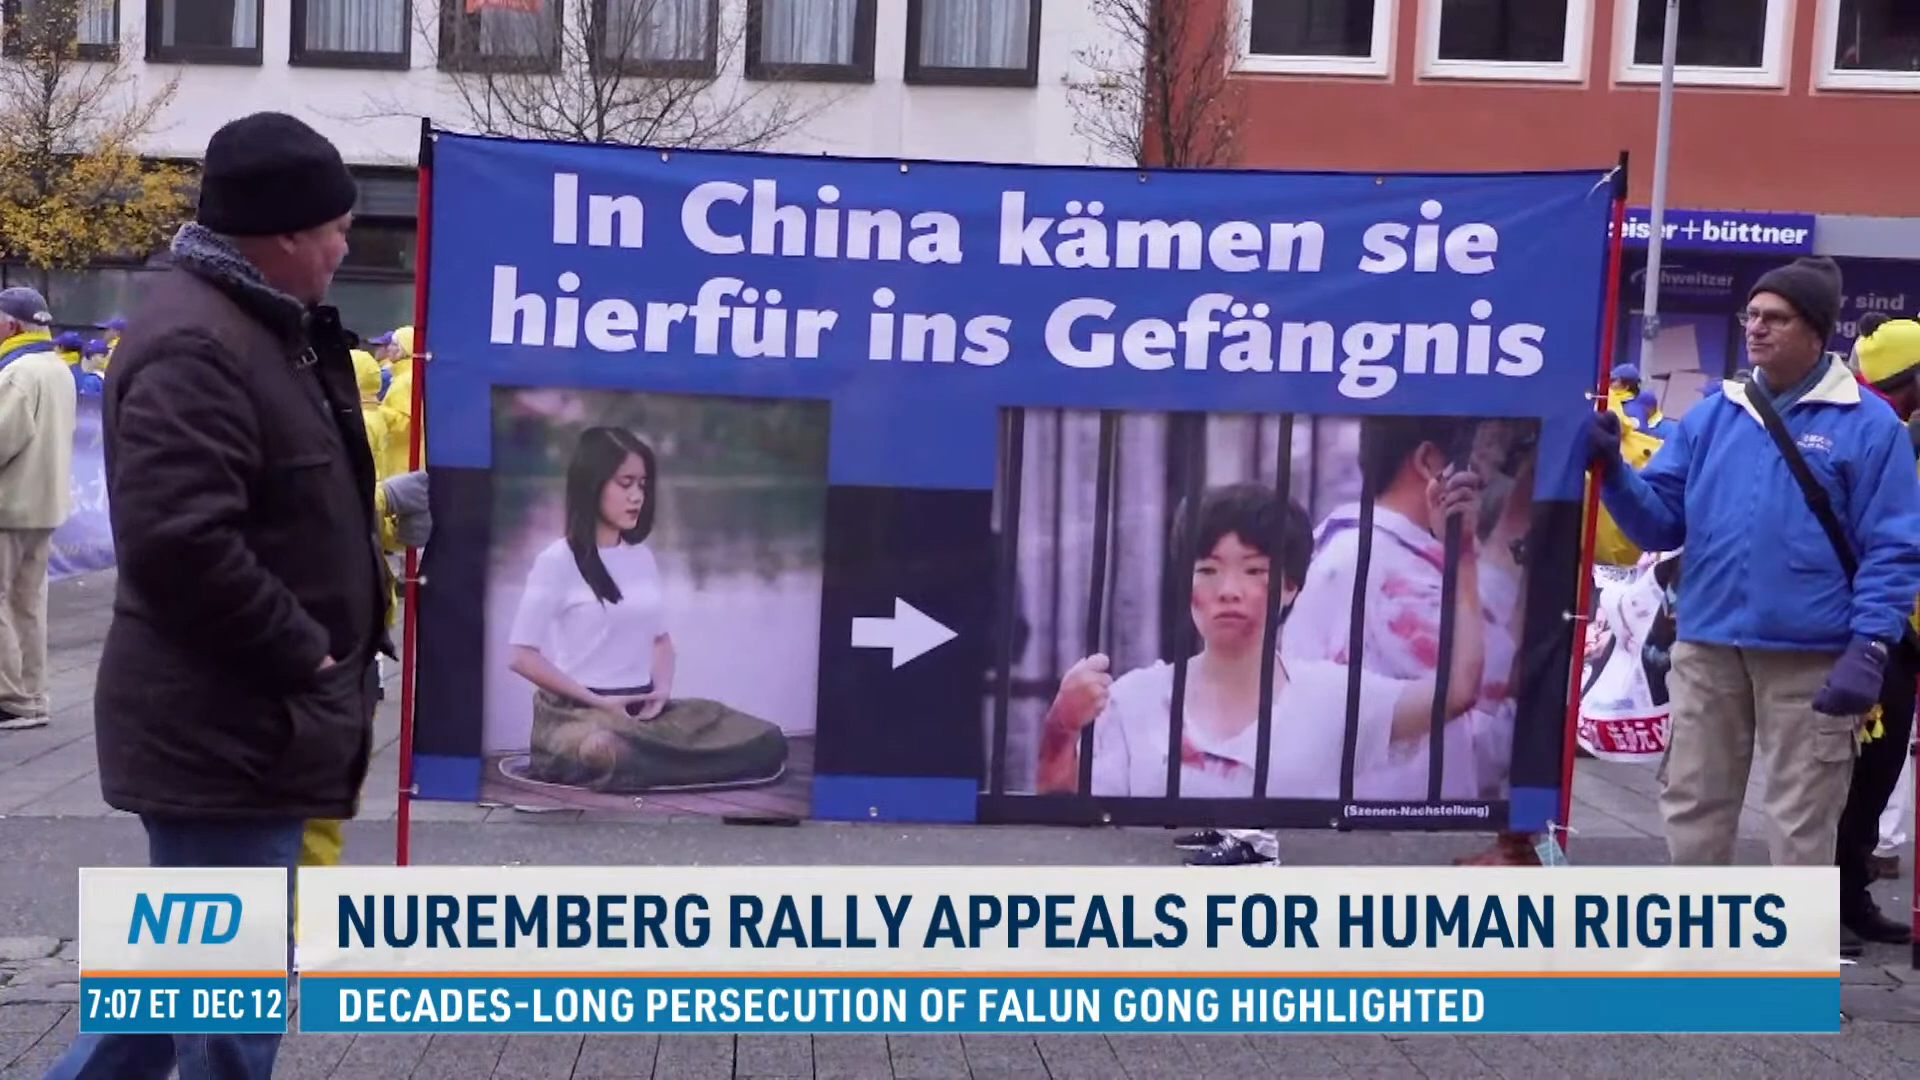 In China kämen sie
hierfür ins Gefängnis
(Szenen-Nachstellung)
+büttner
sind
NTD
7:07 ET DEC 12
NUREMBERG RALLY APPEALS FOR HUMAN RIGHTS
DECADES-LONG PERSECUTION OF FALUN GONG HIGHLIGHTED